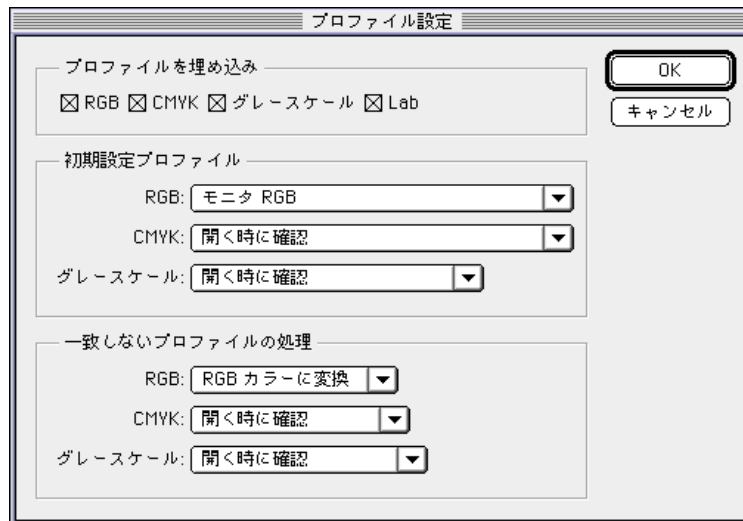 プロファイル設定
プロファイルを埋め込み
RGB CMYK グレースケール Lab
OK
キャンセル
初期設定プロファイル
RGB: モニタ RGB
CMYK: 開く時に確認
グレースケール: 開く時に確認
一致しないプロファイルの処理
RGB: RGB カラーに変換
CMYK: 開く時に確認
グレースケール: 開く時に確認